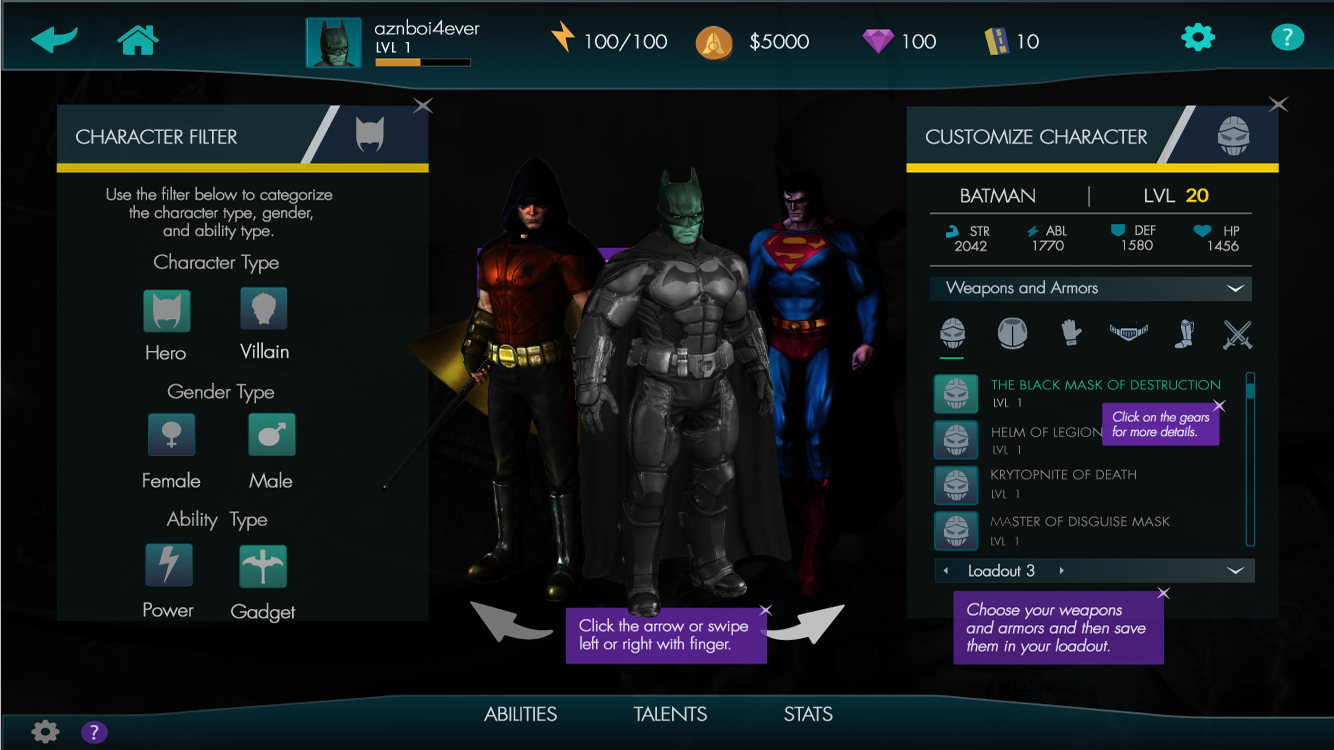 aznboi4ever
LVL 1
100/100
$5000
100
10
?
CHARACTER FILTER
Use the filter below to categorize
the character type, gender,
and ability type.
Character Type
Hero
Villain
Gender Type
Female
Male
Ability Type
Power
Gadget
Click the arrow or swipe
left or right with finger.
CUSTOMIZE CHARACTER
BATMAN | LVL 20
STR
2042
ABL
1770
DEF
1580
HP
1456
Weapons and Armors
THE BLACK MASK OF DESTRUCTION
LVL 1
Click on the gears
for more details.
HELM OF LEGION
LVL 1
KRYTOPNITE OF DEATH
LVL 1
MASTER OF DISGUISE MASK
LVL 1
Loadout 3
Choose your weapons
and armors and then save
them in your loadout.
?
ABILITIES
TALENTS
STATS